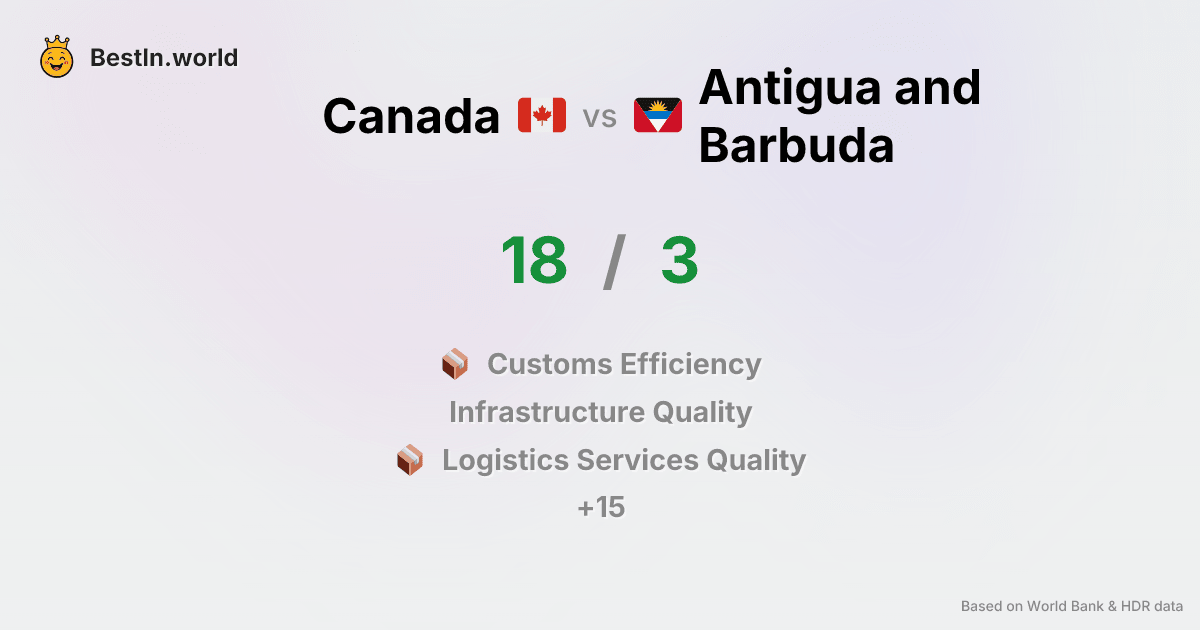 BestIn.world
Canada vs Antigua and
Barbuda
18 / 3
Customs Efficiency
Infrastructure Quality
Logistics Services Quality
+15
Based on World Bank & HDR data